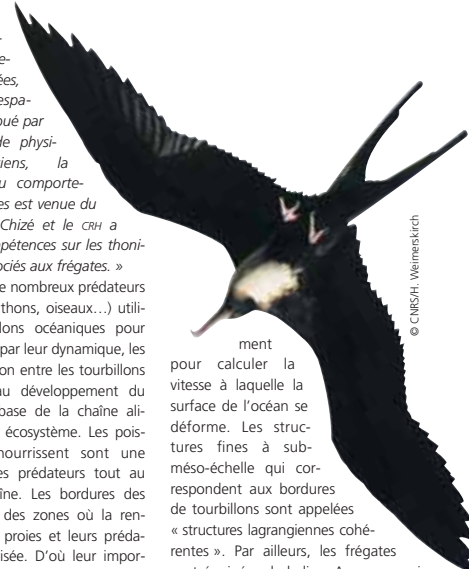 ées,
espa-
oué par
de physi-
iens, la
u comporte-
es est venue du
Chizé et le CRH a
pétences sur les thoni-
ociés aux frégates. »
e nombreux prédateurs
thons, oiseaux…) utili-
lons océaniques pour
par leur dynamique, les
on entre les tourbillons
au développement du
base de la chaîne ali-
écosystème. Les pois-
nourrissent sont une
es prédateurs tout au
îne. Les bordures des
des zones où la ren-
proies et leurs préda-
isée. D'où leur impor-
ment
pour calculer la
vitesse à laquelle la
surface de l'océan se
déforme. Les struc-
tures fines à sub-
méso-échelle qui cor-
respondent aux bordures
de tourbillons sont appelées
« structures lagrangiennes cohé-
rentes ». Par ailleurs, les frégates
© CNRS/H. Weimerskirch